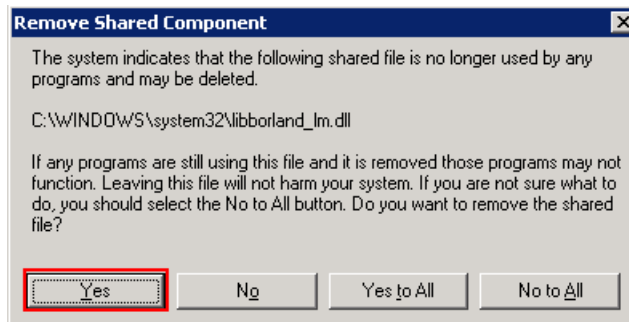 Remove Shared Component
The system indicates that the following shared file is no longer used by any
programs and may be deleted.
C:\WINDOWS\system32\libborland_lm.dll
If any programs are still using this file and it is removed those programs may not
function. Leaving this file will not harm your system. If you are not sure what to
do, you should select the No to All button. Do you want to remove the shared
file?
Yes No Yes to All No to All